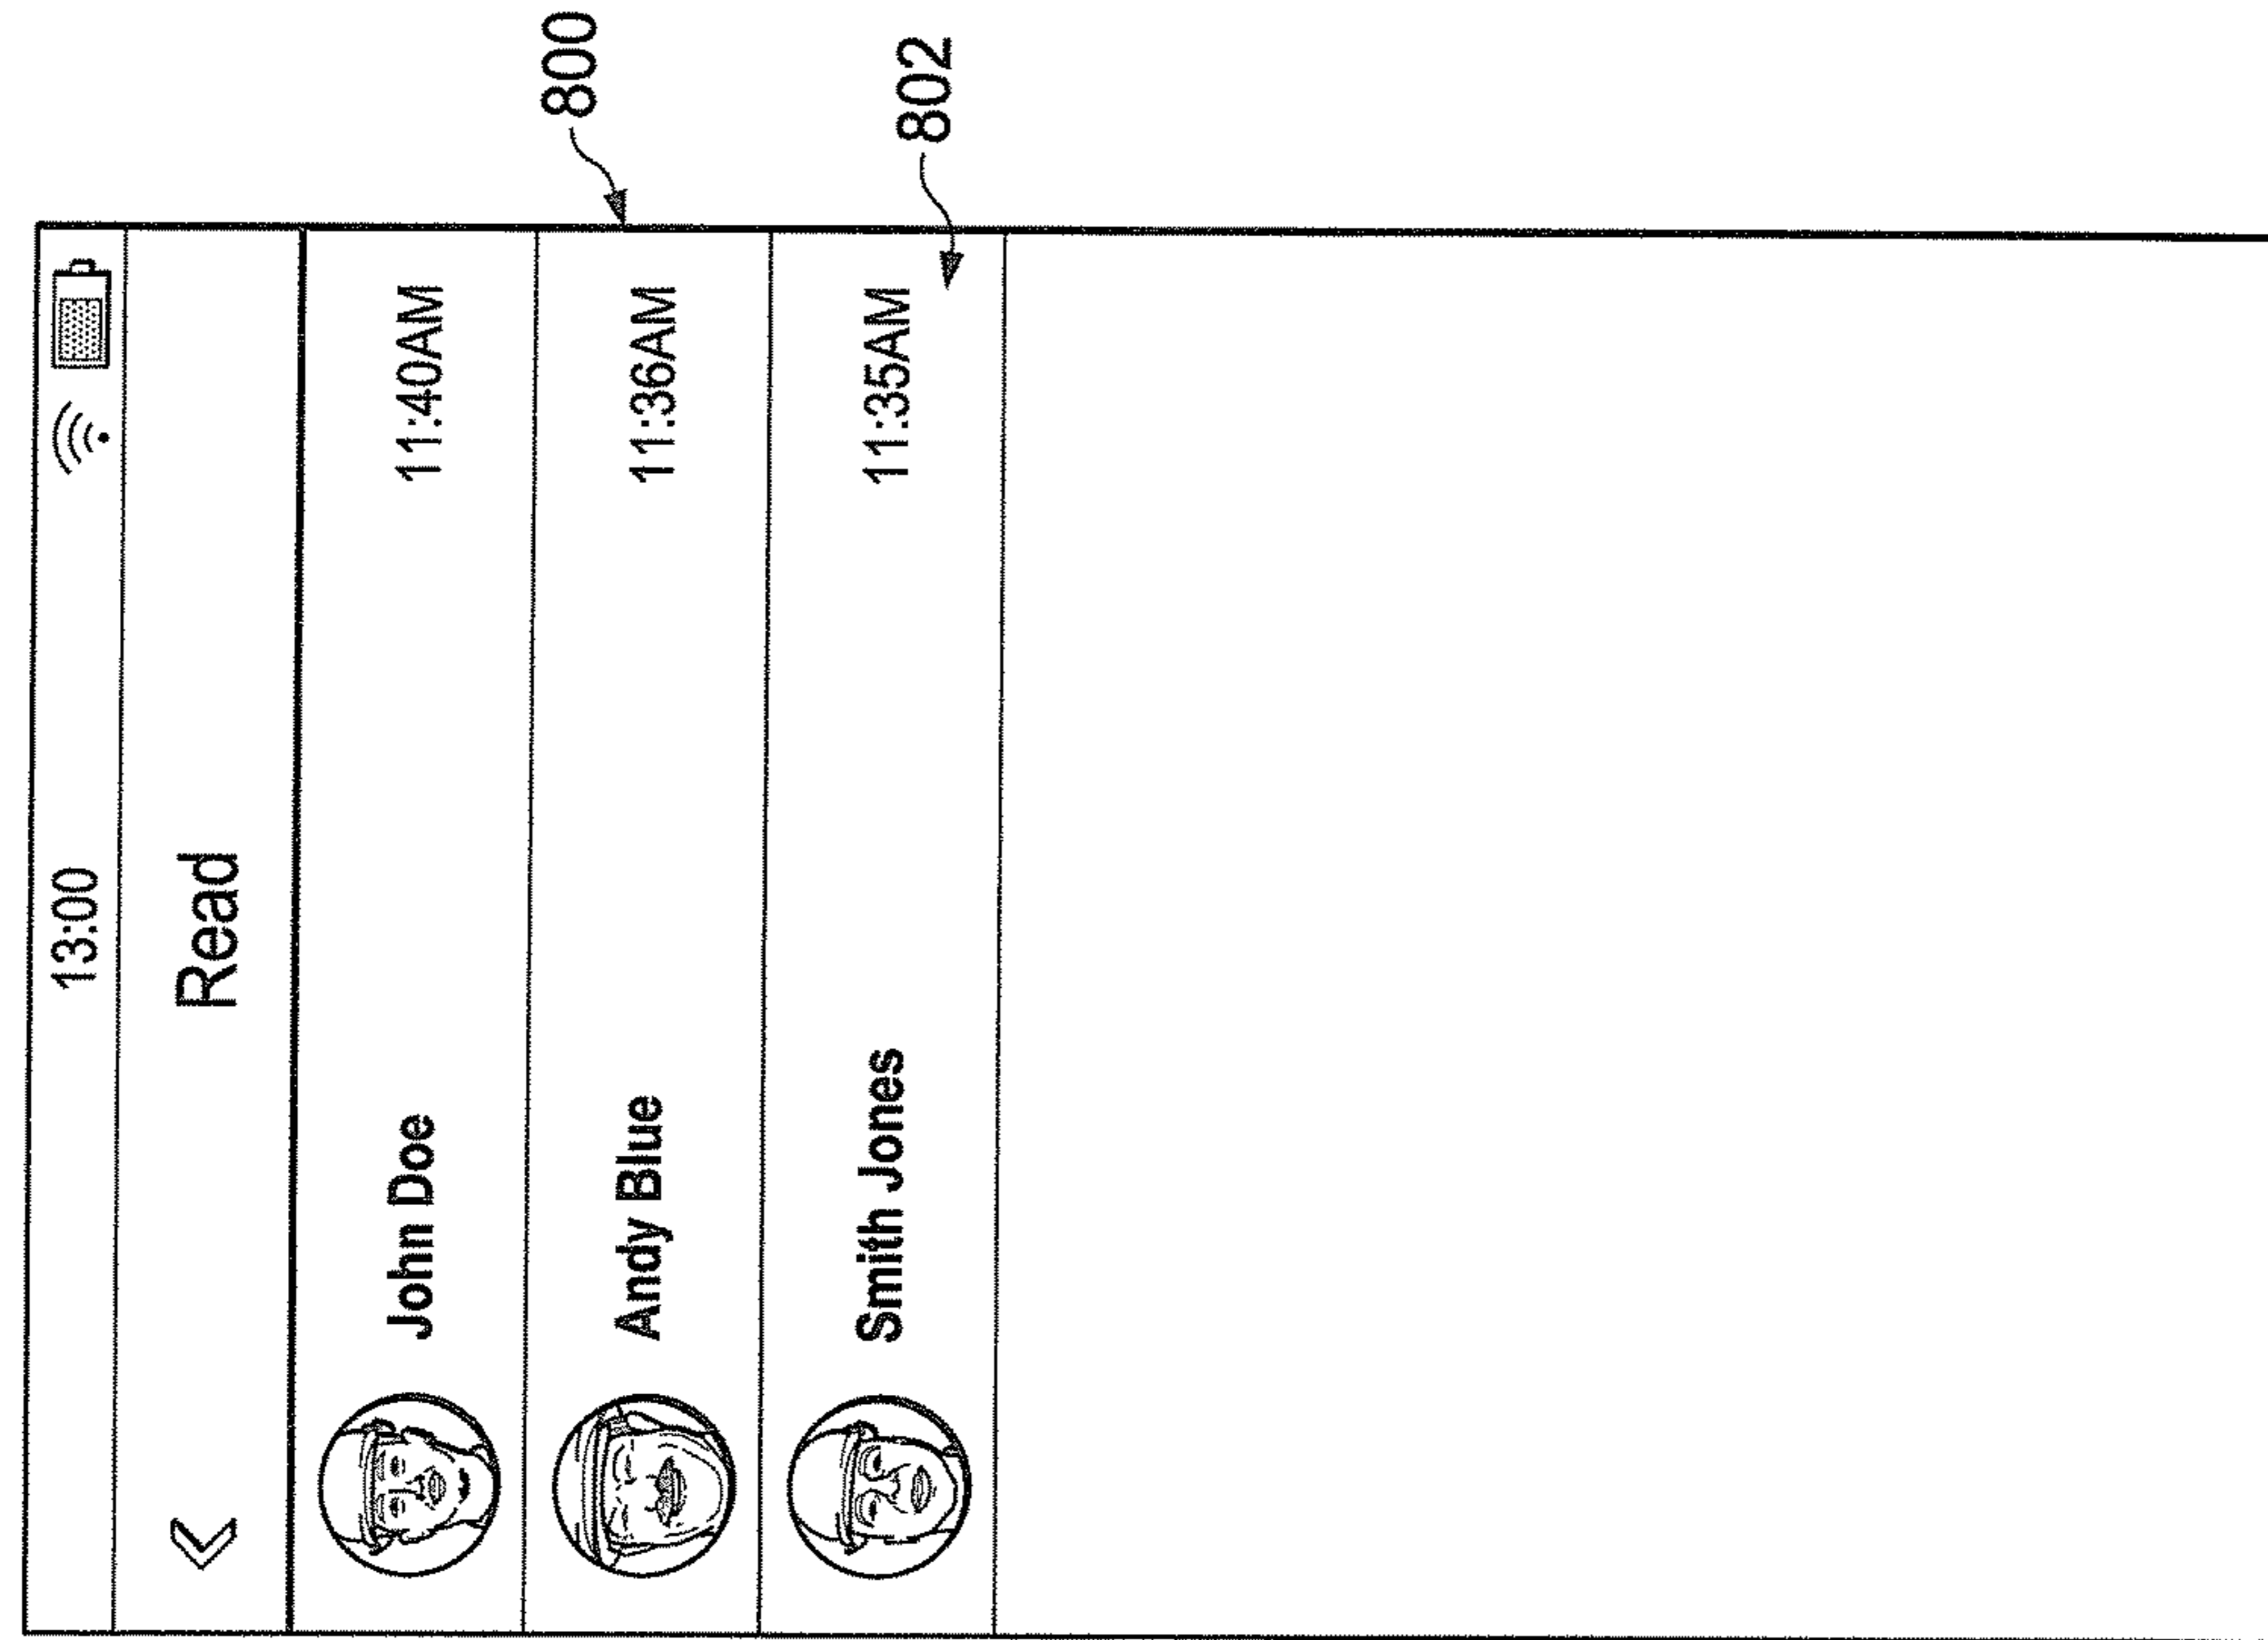 13:00
Read
John Doe 11:40AM
Andy Blue 11:36AM
Smith Jones 11:35AM
800
802